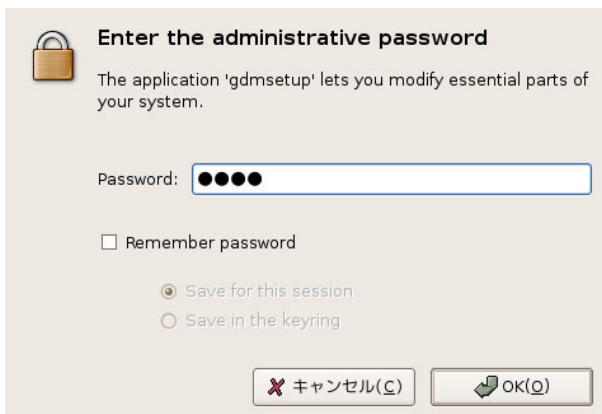 Enter the administrative password
The application 'gdmsetup' lets you modify essential parts of
your system.
Password: ●●●●
Remember password
Save for this session
Save in the keyring
キャンセル(C)
OK(O)